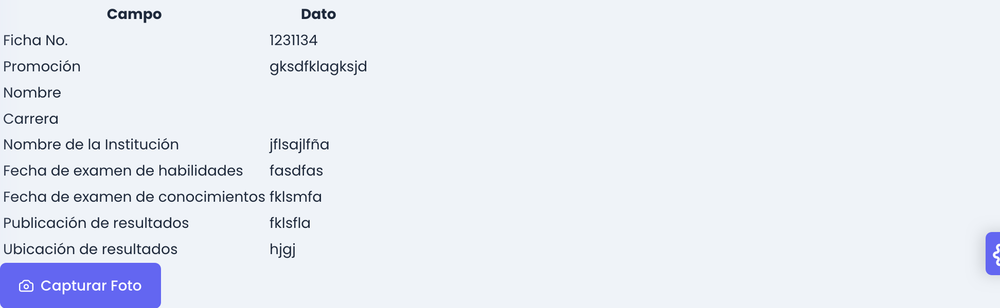 Campo Dato
Ficha No. 1231134
Promoción gksdfklagksjd
Nombre
Carrera
Nombre de la Institución jflsajlfña
Fecha de examen de habilidades fasdfas
Fecha de examen de conocimientos fklsmfa
Publicación de resultados fklsfla
Ubicación de resultados hjgj
Capturar Foto